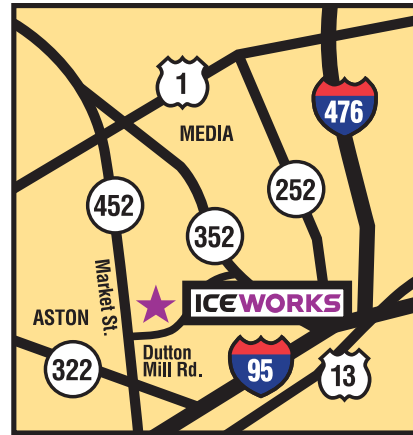 1
476
MEDIA
452
252
352
Market St.
ICEWORKS
ASTON
Dutton
Mill Rd.
322
95
13